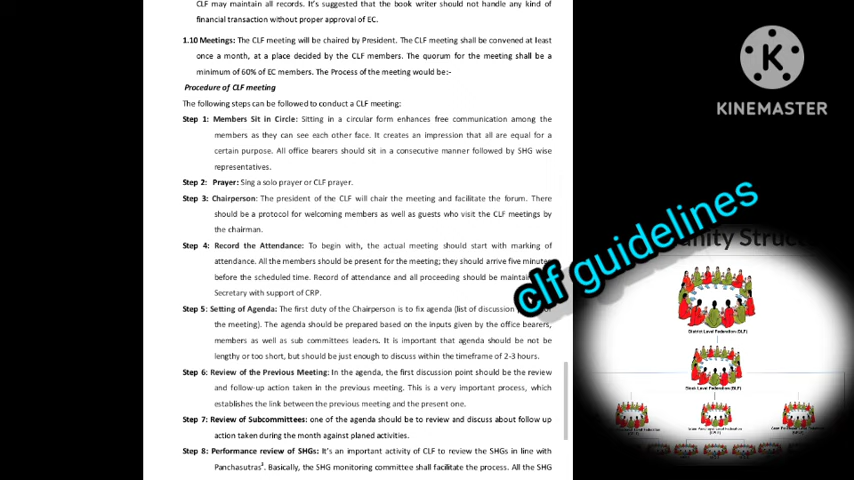 CLF may maintain all records. It's suggested that the book writer should not handle any kind of
financial transaction without proper approval of EC.
1.10 Meetings: The CLF meeting will be chaired by President. The CLF meeting shall be convened at least
once a month, at a place decided by the CLF members. The quorum for the meeting shall be a
minimum of 60% of EC members. The Process of the meeting would be:-
Procedure of CLF meeting
The following steps can be followed to conduct a CLF meeting:
Step 1: Members Sit in Circle: Sitting in a circular form enhances free communication among the
members as they can see each other face. It creates an impression that all are equal for a
certain purpose. All office bearers should sit in a consecutive manner followed by SHG wise
representatives.
Step 2: Prayer: Sing a solo prayer or CLF prayer.
Step 3: Chairperson: The president of the CLF will chair the meeting and facilitate the forum. There
should be a protocol for welcoming members as well as guests who visit the CLF meetings by
the chairman.
Step 4: Record the Attendance: To begin with, the actual meeting should start with marking of
attendance. All the members should be present for the meeting; they should arrive five minutes
before the scheduled time. Record of attendance and all proceeding should be
Secretary with support of CRP.
Step 5: Setting of Agenda: The first duty of the Chairperson is to fix agenda (list of discussion
the meeting). The agenda should be prepared based on the inputs given by the office bearers,
members as well as sub committees leaders. It is important that agenda should be not be
lengthy or too short, but should be just enough to discuss within the timeframe of 2-3 hours.
Step 6: Review of the Previous Meeting: In the agenda, the first discussion point should be the review
and follow-up action taken in the previous meeting. This is a very important process, which
establishes the link between the previous meeting and the present one.
Step 7: Review of Subcommittees: one of the agenda should be to review and discuss about follow up
action taken during the month against planed activities.
Step 8: Performance review of SHGs: It's an important activity of CLF to review the SHGs in line with
Panchasutras³. Basically, the SHG monitoring committee shall facilitate the process. All the SHG
K
KINEMASTER
clf guidelines
District Level Federation (DLF)
Block Level Federation (BLF)